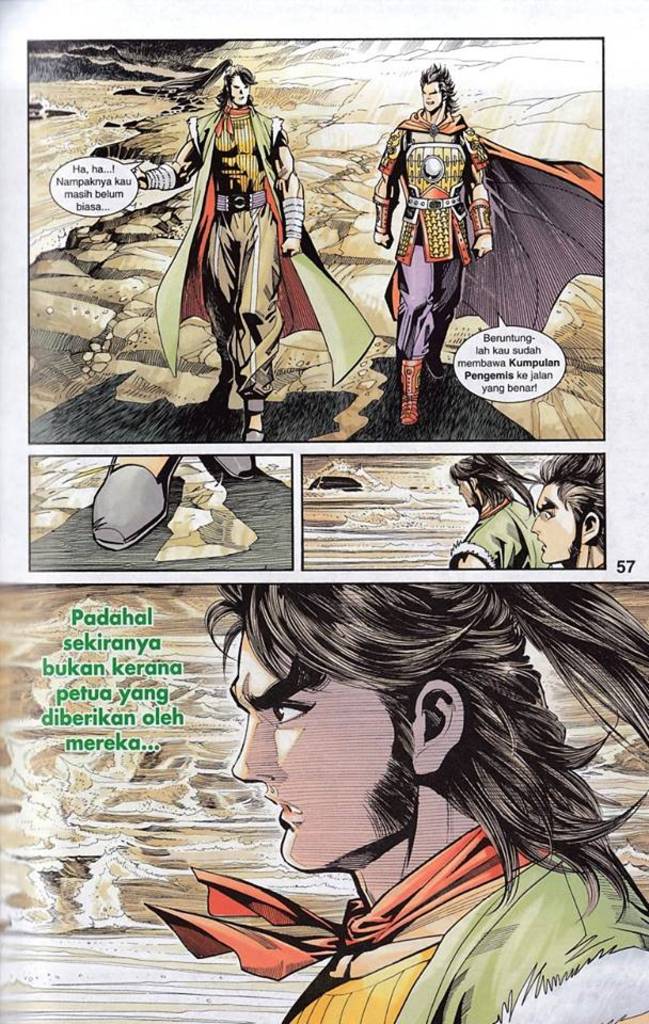 Ha, ha...!
Nampaknya kau
masih belum
biasa...
Beruntung-
lah kau sudah
membawa Kumpulan
Pengemis ke jalan
yang benar!
57
Padahal
sekiranya
bukan kerana
petua yang
diberikan oleh
mereka...